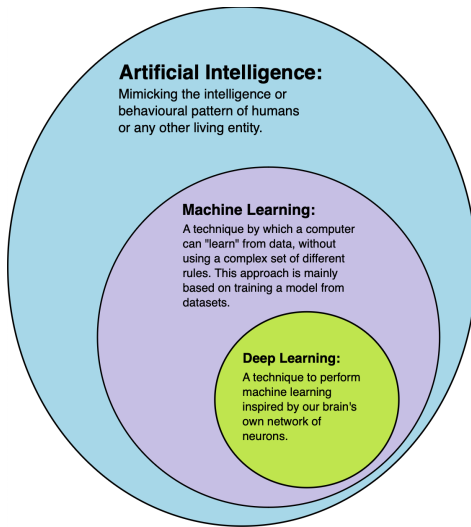 Artificial Intelligence:
Mimicking the intelligence or
behavioural pattern of humans
or any other living entity.
Machine Learning:
A technique by which a computer
can "learn" from data, without
using a complex set of different
rules. This approach is mainly
based on training a model from
datasets.
Deep Learning:
A technique to perform
machine learning
inspired by our brain's
own network of
neurons.